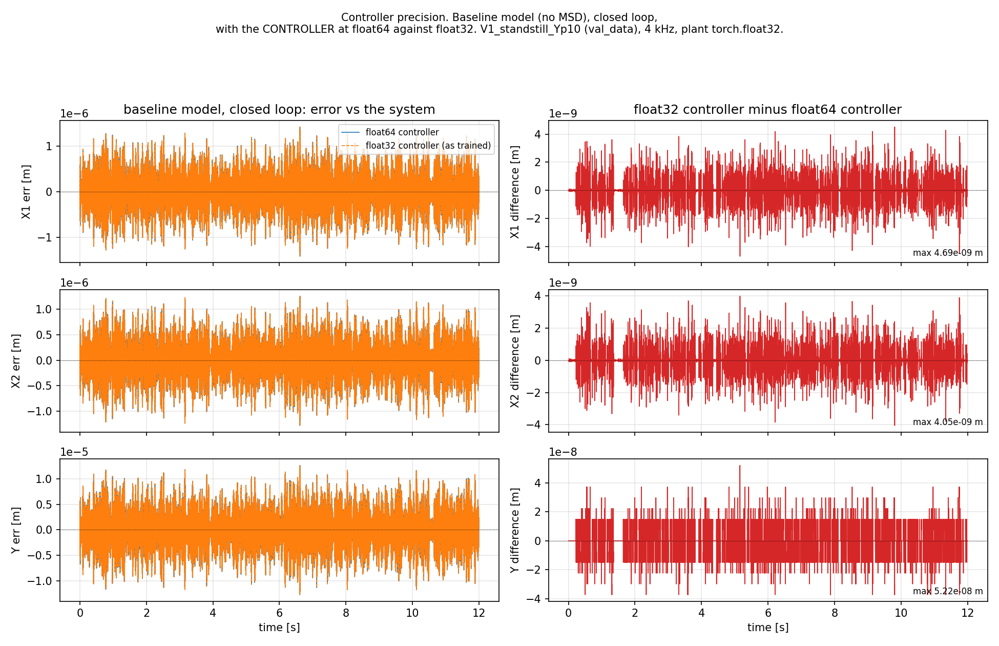 Controller precision. Baseline model (no MSD), closed loop,
with the CONTROLLER at float64 against float32. V1_standstill_Yp10 (val_data), 4 kHz, plant torch.float32.
baseline model, closed loop: error vs the system
1e−6
float64 controller
float32 controller (as trained)
X1 err [m]
1
0
−1
float32 controller minus float64 controller
1e−9
X1 difference [m]
4
2
0
−2
−4
max 4.69e-09 m
1e−6
X2 err [m]
1.0
0.5
0.0
−0.5
−1.0
1e−9
X2 difference [m]
4
2
0
−2
−4
max 4.05e-09 m
1e−5
Y err [m]
1.0
0.5
0.0
−0.5
−1.0
0 2 4 6 8 10 12
time [s]
1e−8
Y difference [m]
4
2
0
−2
−4
max 5.22e-08 m
0 2 4 6 8 10 12
time [s]